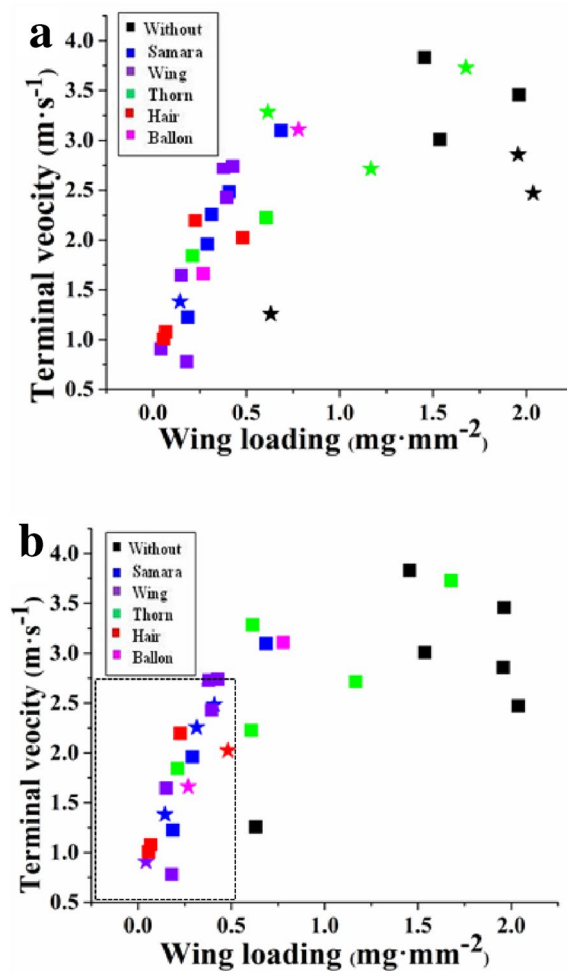 a
Terminal veocity (m·s⁻¹)
4.0
3.5
3.0
2.5
2.0
1.5
1.0
0.5
Without
Samara
Wing
Thorn
Hair
Ballon
0.0 0.5 1.0 1.5 2.0
Wing loading (mg·mm⁻²)
b
Terminal veocity (m·s⁻¹)
4.0
3.5
3.0
2.5
2.0
1.5
1.0
0.5
Without
Samara
Wing
Thorn
Hair
Ballon
0.0 0.5 1.0 1.5 2.0
Wing loading (mg·mm⁻²)